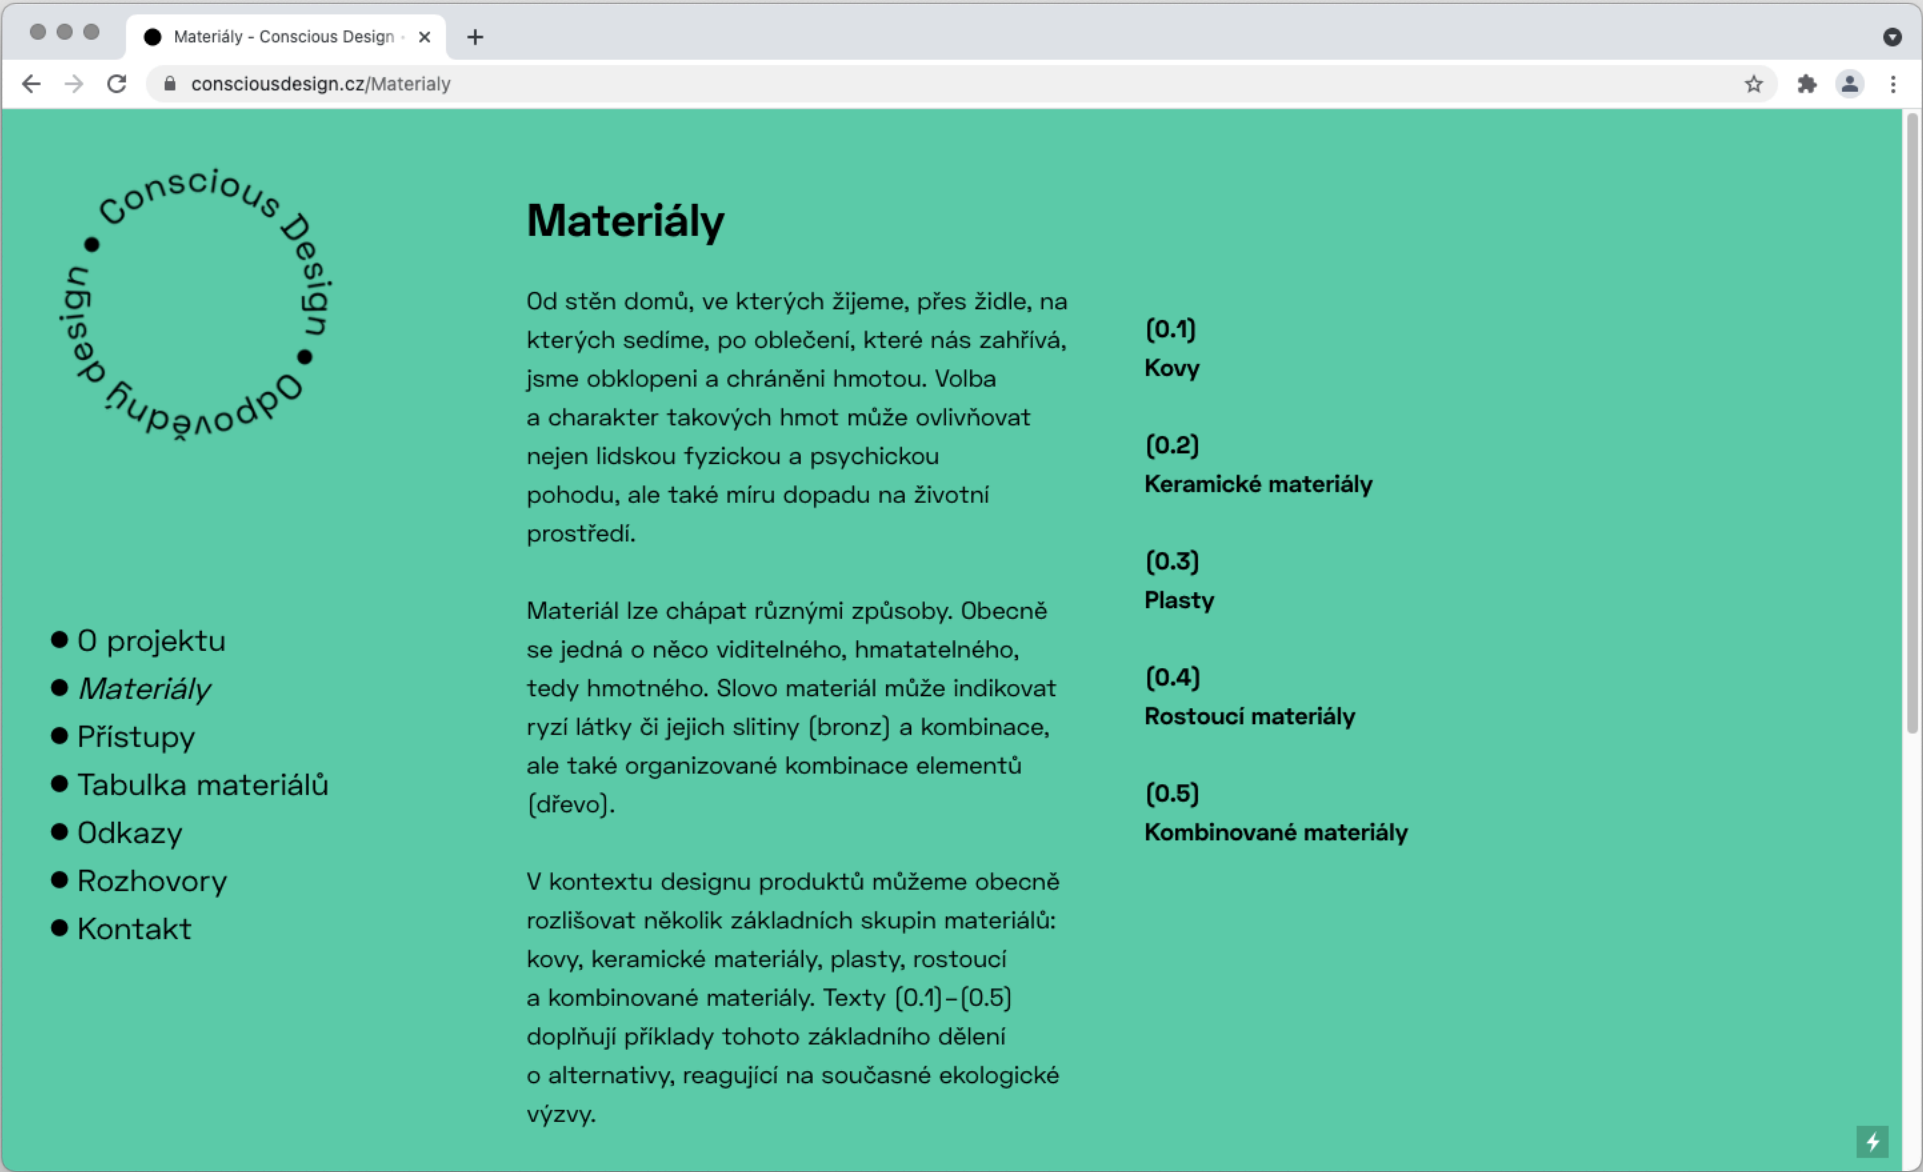 Materiály - Conscious Design ·
consciousdesign.cz/Materialy
Conscious Design • Odpovědný design •
O projektu
Materiály
Přístupy
Tabulka materiálů
Odkazy
Rozhovory
Kontakt
Materiály
Od stěn domů, ve kterých žijeme, přes židle, na
kterých sedíme, po oblečení, které nás zahřívá,
jsme obklopeni a chráněni hmotou. Volba
a charakter takových hmot může ovlivňovat
nejen lidskou fyzickou a psychickou
pohodu, ale také míru dopadu na životní
prostředí.
Materiál lze chápat různými způsoby. Obecně
se jedná o něco viditelného, hmatatelného,
tedy hmotného. Slovo materiál může indikovat
ryzí látky či jejich slitiny (bronz) a kombinace,
ale také organizované kombinace elementů
(dřevo).
V kontextu designu produktů můžeme obecně
rozlišovat několik základních skupin materiálů:
kovy, keramické materiály, plasty, rostoucí
a kombinované materiály. Texty (0.1)–(0.5)
doplňují příklady tohoto základního dělení
o alternativy, reagující na současné ekologické
výzvy.
(0.1)
Kovy
(0.2)
Keramické materiály
(0.3)
Plasty
(0.4)
Rostoucí materiály
(0.5)
Kombinované materiály